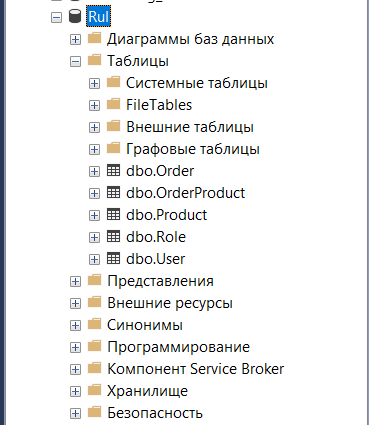 Rul
Диаграммы баз данных
Таблицы
Системные таблицы
FileTables
Внешние таблицы
Графовые таблицы
dbo.Order
dbo.OrderProduct
dbo.Product
dbo.Role
dbo.User
Представления
Внешние ресурсы
Синонимы
Программирование
Компонент Service Broker
Хранилище
Безопасность